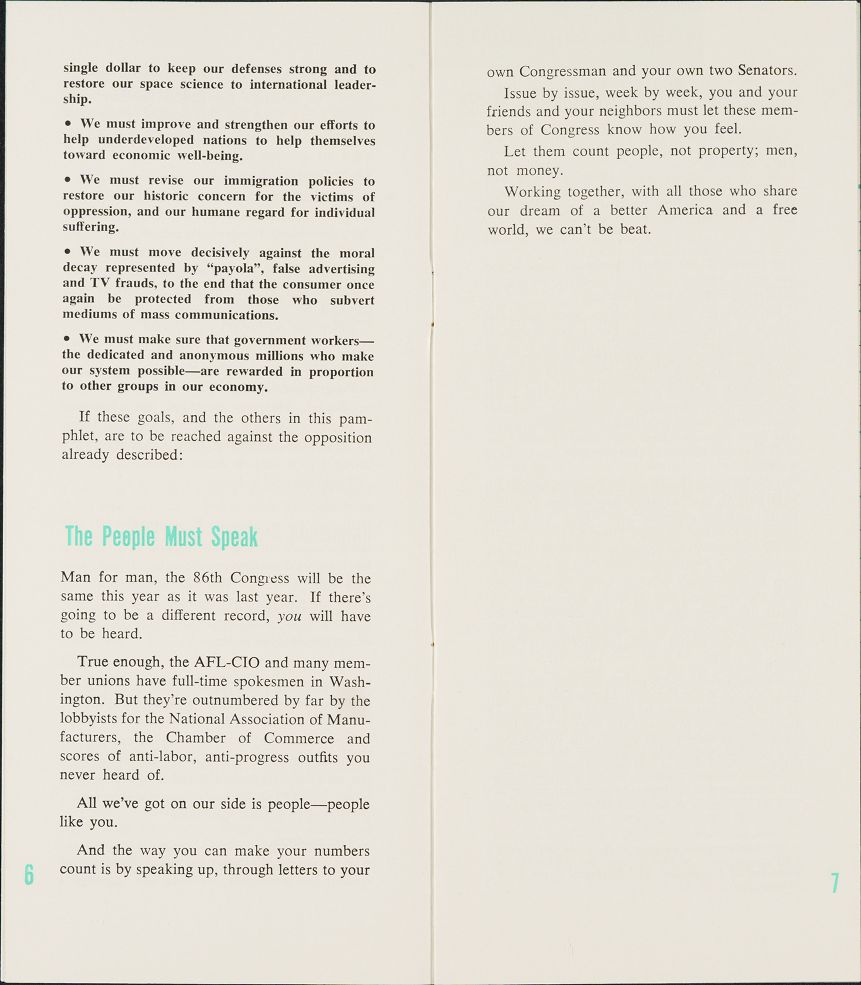 single dollar to keep our defenses strong and to
restore our space science to international leader-
ship.
• We must improve and strengthen our efforts to
help underdeveloped nations to help themselves
toward economic well-being.
• We must revise our immigration policies to
restore our historic concern for the victims of
oppression, and our humane regard for individual
suffering.
• We must move decisively against the moral
decay represented by "payola", false advertising
and TV frauds, to the end that the consumer once
again be protected from those who subvert
mediums of mass communications.
• We must make sure that government workers—
the dedicated and anonymous millions who make
our system possible—are rewarded in proportion
to other groups in our economy.
If these goals, and the others in this pam-
phlet, are to be reached against the opposition
already described:
The People Must Speak
Man for man, the 86th Congress will be the
same this year as it was last year. If there's
going to be a different record, you will have
to be heard.
True enough, the AFL-CIO and many mem-
ber unions have full-time spokesmen in Wash-
ington. But they're outnumbered by far by the
lobbyists for the National Association of Manu-
facturers, the Chamber of Commerce and
scores of anti-labor, anti-progress outfits you
never heard of.
All we've got on our side is people—people
like you.
And the way you can make your numbers
count is by speaking up, through letters to your
6
own Congressman and your own two Senators.
Issue by issue, week by week, you and your
friends and your neighbors must let these mem-
bers of Congress know how you feel.
Let them count people, not property; men,
not money.
Working together, with all those who share
our dream of a better America and a free
world, we can't be beat.
7